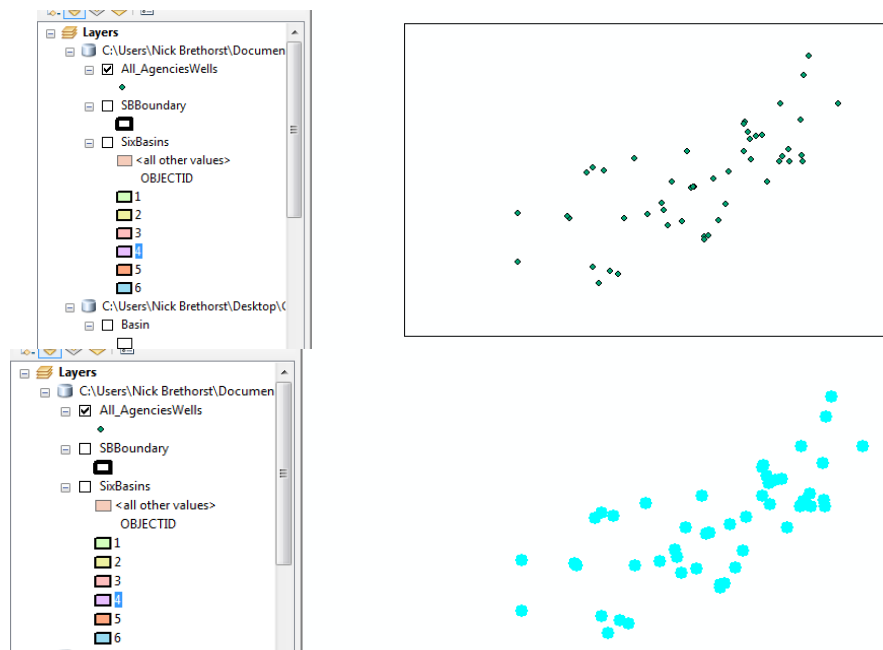 Layers
C:\Users\Nick Brethorst\Documen
All_AgenciesWells
SBBoundary
SixBasins
<all other values>
OBJECTID
1
2
3
4
5
6
C:\Users\Nick Brethorst\Desktop\G
Basin
Layers
C:\Users\Nick Brethorst\Documen
All_AgenciesWells
SBBoundary
SixBasins
<all other values>
OBJECTID
1
2
3
4
5
6